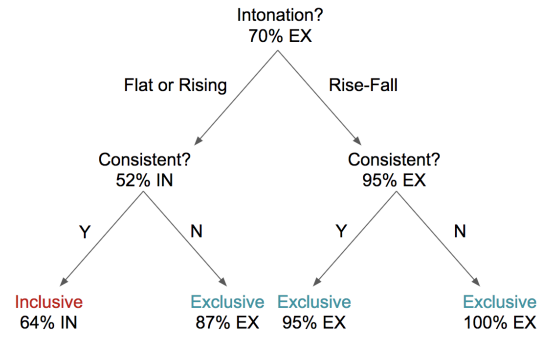 Intonation?
70% EX
Flat or Rising
Rise-Fall
Consistent?
52% IN
Consistent?
95% EX
Y
N
Y
N
Inclusive
64% IN
Exclusive
87% EX
Exclusive
95% EX
Exclusive
100% EX